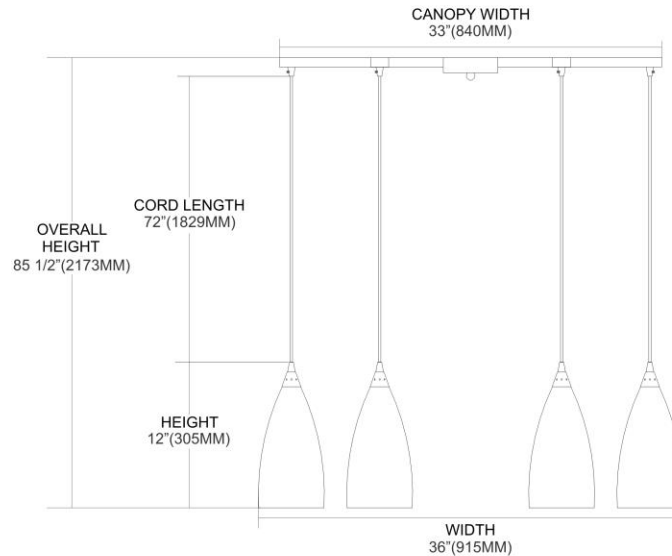 CANOPY WIDTH
33"(840MM)
CORD LENGTH
72"(1829MM)
OVERALL
HEIGHT
85 1/2"(2173MM)
HEIGHT
12"(305MM)
WIDTH
36"(915MM)